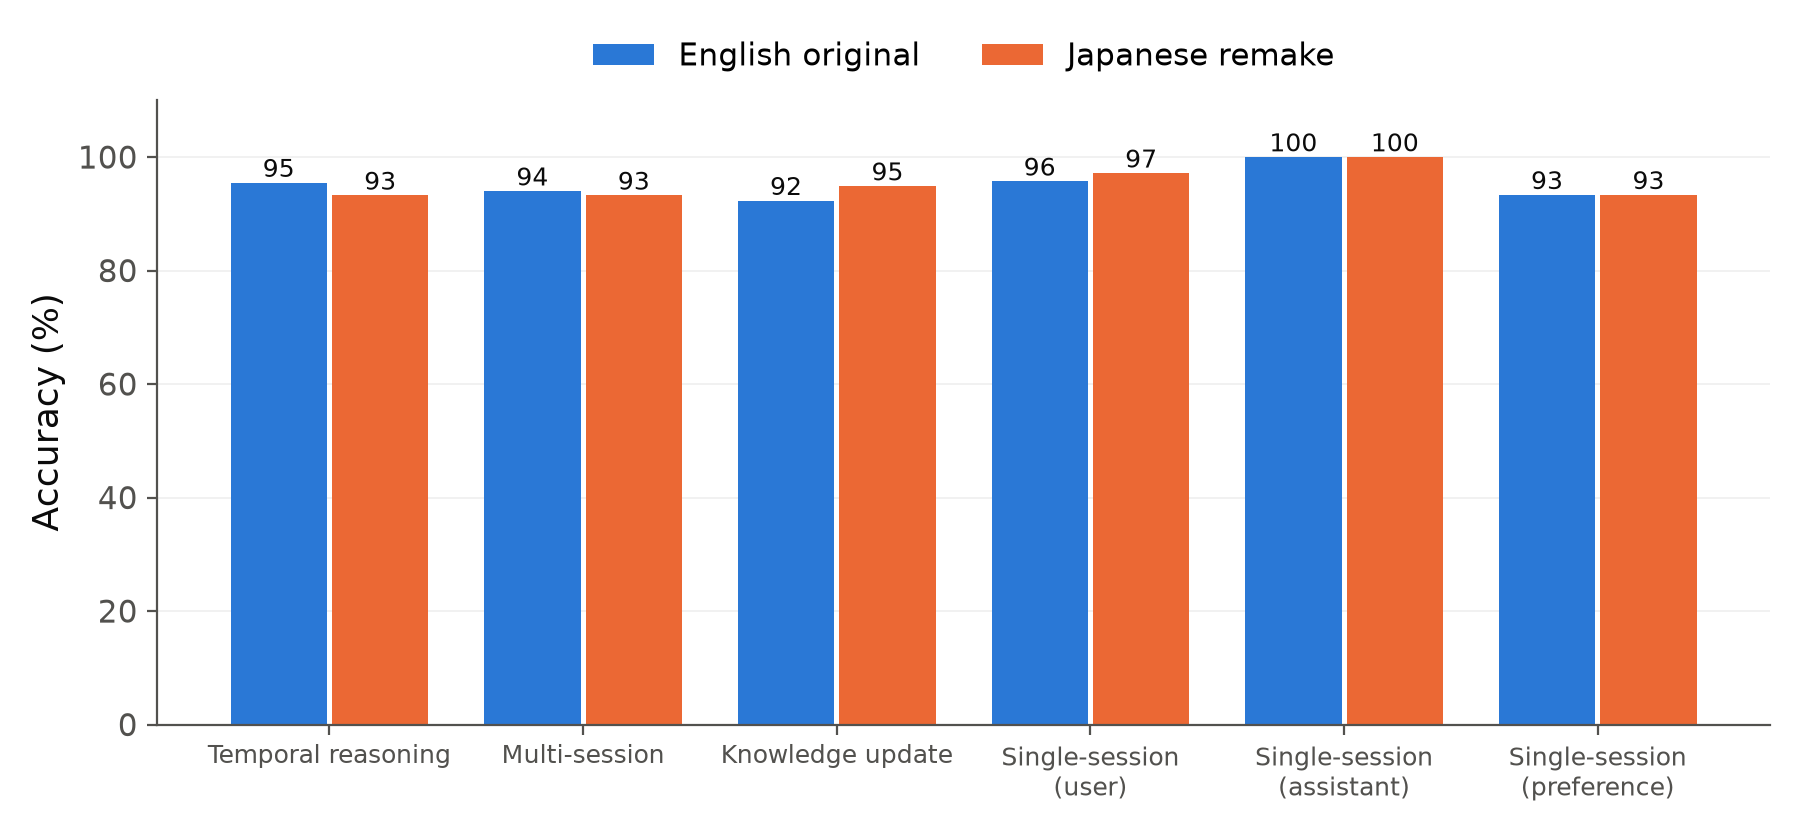 English original Japanese remake
Accuracy (%)
100
80
60
40
20
0
95 93 94 93 92 95 96 97 100 100 93 93
Temporal reasoning Multi-session Knowledge update Single-session (user) Single-session (assistant) Single-session (preference)